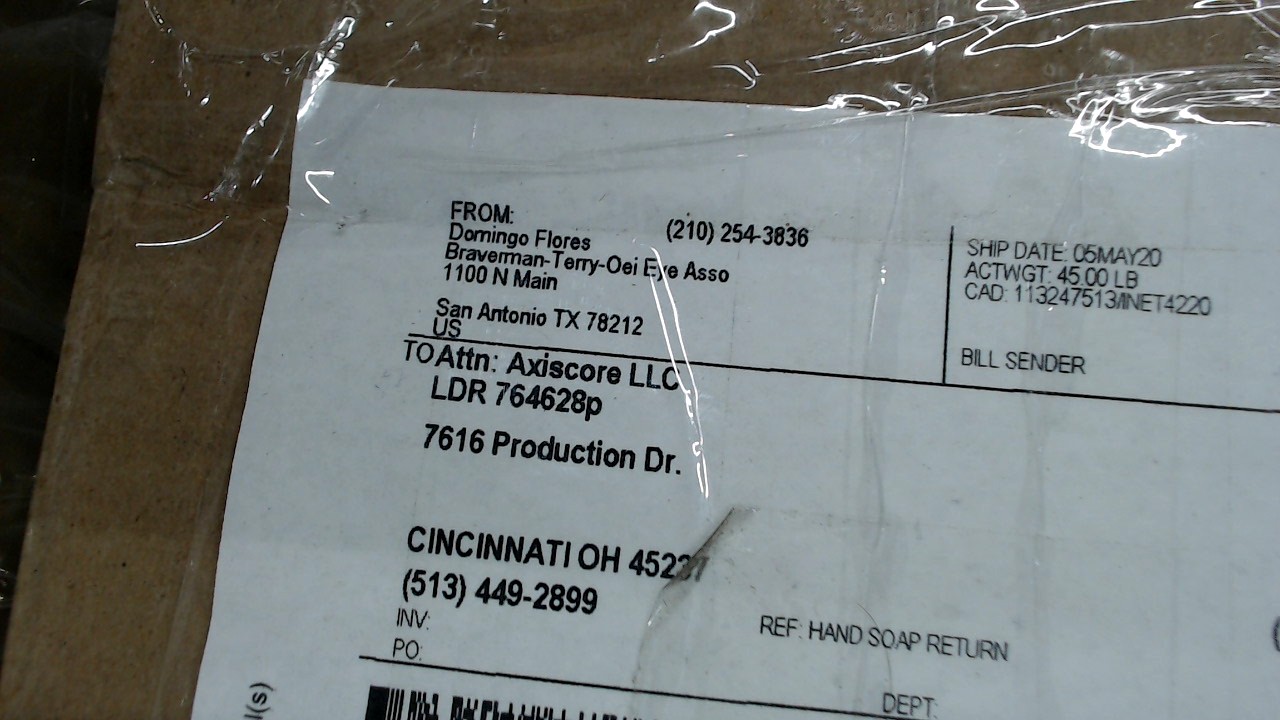 FROM:
(210) 254-3836
Domingo Flores
Braverman-Terry-Oei Eye Asso
1100 N Main
San Antonio TX 78212
US
SHIP DATE: 05MAY20
ACTWGT: 45.00 LB
CAD: 113247513/INET4220
BILL SENDER
TO Attn: Axiscore LLC
LDR 764628p
7616 Production Dr.
CINCINNATI OH 45237
(513) 449-2899
INV:
PO:
REF: HAND SOAP RETURN
DEPT: